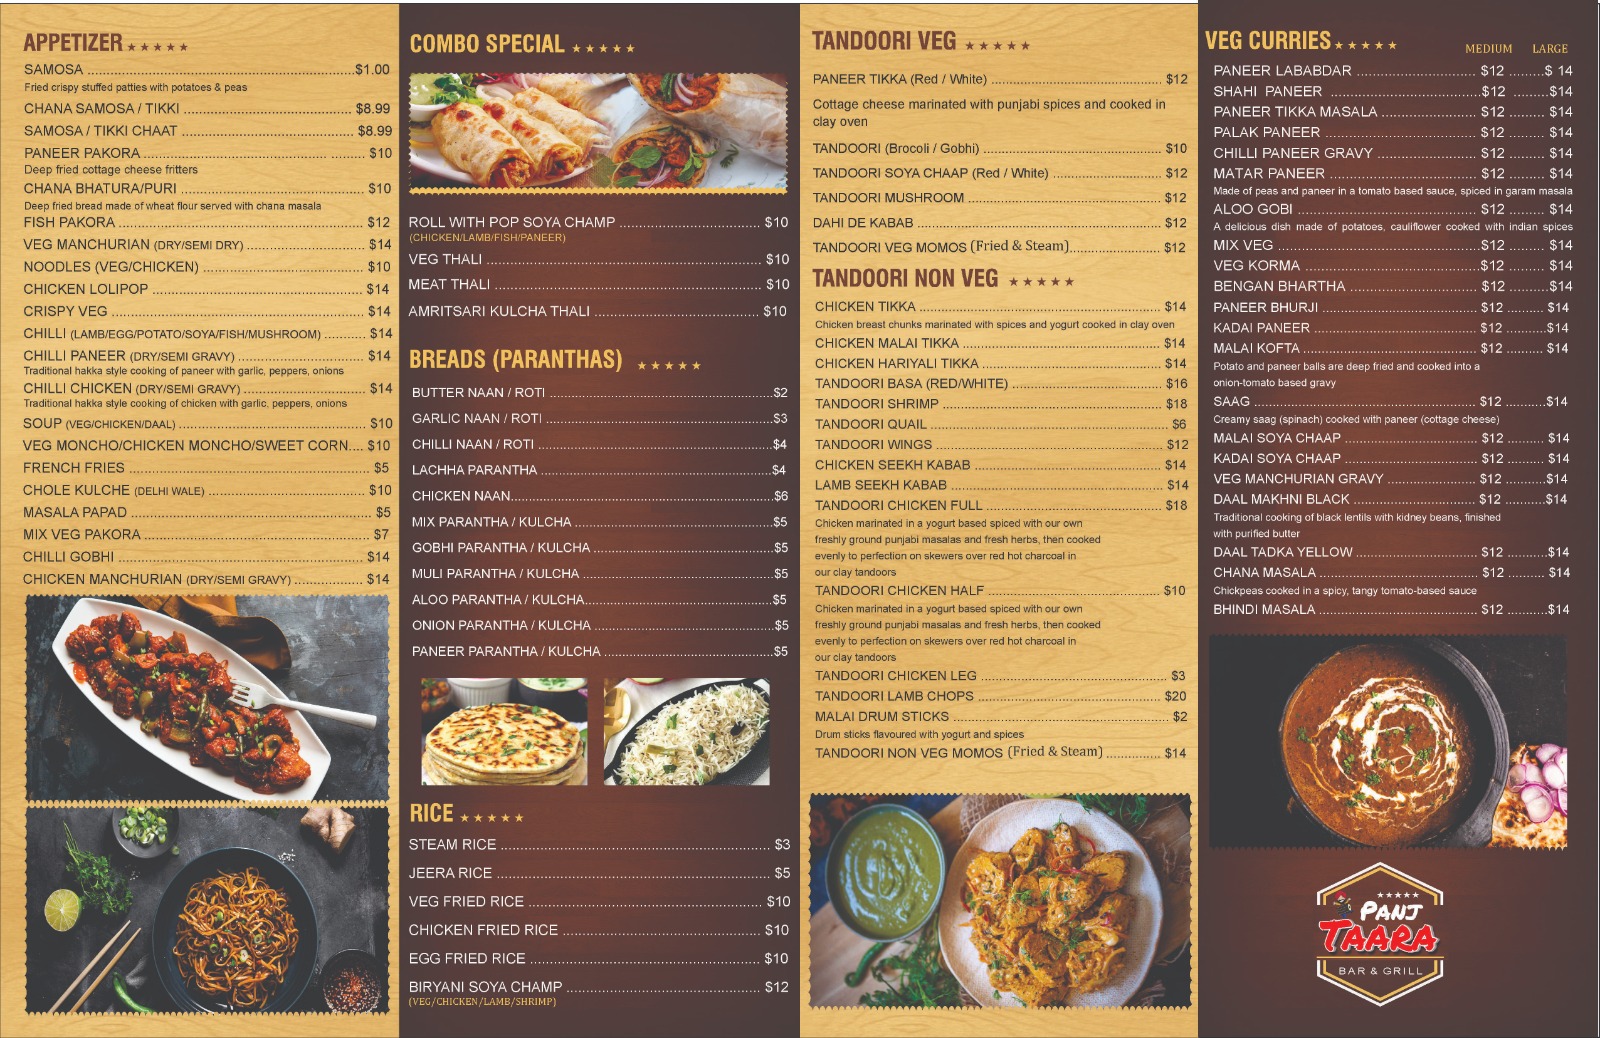 APPETIZER
SAMOSA $1.00
Fried crispy stuffed patties with potatoes & peas
CHANA SAMOSA / TIKKI $8.99
SAMOSA / TIKKI CHAAT $8.99
PANEER PAKORA $10
Deep fried cottage cheese fritters
CHANA BHATURA/PURI $10
Deep fried bread made of wheat flour served with chana masala
FISH PAKORA $12
VEG MANCHURIAN (DRY/SEMI DRY) $14
NOODLES (VEG/CHICKEN) $10
CHICKEN LOLIPOP $14
CRISPY VEG $14
CHILLI (LAMB/EGG/POTATO/SOYA/FISH/MUSHROOM) $14
CHILLI PANEER (DRY/SEMI GRAVY) $14
Traditional hakka style cooking of paneer with garlic, peppers, onions
CHILLI CHICKEN (DRY/SEMI GRAVY) $14
Traditional hakka style cooking of chicken with garlic, peppers, onions
SOUP (VEG/CHICKEN/DAAL) $10
VEG MONCHO/CHICKEN MONCHO/SWEET CORN.... $10
FRENCH FRIES $5
CHOLE KULCHE (DELHI WALE) $10
MASALA PAPAD $5
MIX VEG PAKORA $7
CHILLI GOBHI $14
CHICKEN MANCHURIAN (DRY/SEMI GRAVY) $14
COMBO SPECIAL
ROLL WITH POP SOYA CHAMP $10
(CHICKEN/LAMB/FISH/PANEER)
VEG THALI $10
MEAT THALI $10
AMRITSARI KULCHA THALI $10
BREADS (PARANTHAS)
BUTTER NAAN / ROTI $2
GARLIC NAAN / ROTI $3
CHILLI NAAN / ROTI $4
LACHHA PARANTHA $4
CHICKEN NAAN $6
MIX PARANTHA / KULCHA $5
GOBHI PARANTHA / KULCHA $5
MULI PARANTHA / KULCHA $5
ALOO PARANTHA / KULCHA $5
ONION PARANTHA / KULCHA $5
PANEER PARANTHA / KULCHA $5
RICE
STEAM RICE $3
JEERA RICE $5
VEG FRIED RICE $10
CHICKEN FRIED RICE $10
EGG FRIED RICE $10
BIRYANI SOYA CHAMP $12
(VEG/CHICKEN/LAMB/SHRIMP)
TANDOORI VEG
PANEER TIKKA (Red / White) $12
Cottage cheese marinated with punjabi spices and cooked in
clay oven
TANDOORI (Brocoli / Gobhi) $10
TANDOORI SOYA CHAAP (Red / White) $12
TANDOORI MUSHROOM $12
DAHI DE KABAB $12
TANDOORI VEG MOMOS (Fried & Steam) $12
TANDOORI NON VEG
CHICKEN TIKKA $14
Chicken breast chunks marinated with spices and yogurt cooked in clay oven
CHICKEN MALAI TIKKA $14
CHICKEN HARIYALI TIKKA $14
TANDOORI BASA (RED/WHITE) $16
TANDOORI SHRIMP $18
TANDOORI QUAIL $6
TANDOORI WINGS $12
CHICKEN SEEKH KABAB $14
LAMB SEEKH KABAB $14
TANDOORI CHICKEN FULL $18
Chicken marinated in a yogurt based spiced with our own
freshly ground punjabi masalas and fresh herbs, then cooked
evenly to perfection on skewers over red hot charcoal in
our clay tandoors
TANDOORI CHICKEN HALF $10
Chicken marinated in a yogurt based spiced with our own
freshly ground punjabi masalas and fresh herbs, then cooked
evenly to perfection on skewers over red hot charcoal in
our clay tandoors
TANDOORI CHICKEN LEG $3
TANDOORI LAMB CHOPS $20
MALAI DRUM STICKS $2
Drum sticks flavoured with yogurt and spices
TANDOORI NON VEG MOMOS (Fried & Steam) $14
VEG CURRIES MEDIUM LARGE
PANEER LABABDAR $12 $ 14
SHAHI PANEER $12 $14
PANEER TIKKA MASALA $12 $14
PALAK PANEER $12 $14
CHILLI PANEER GRAVY $12 $14
MATAR PANEER $12 $14
Made of peas and paneer in a tomato based sauce, spiced in garam masala
ALOO GOBI $12 $14
A delicious dish made of potatoes, cauliflower cooked with indian spices
MIX VEG $12 $14
VEG KORMA $12 $14
BENGAN BHARTHA $12 $14
PANEER BHURJI $12 $14
KADAI PANEER $12 $14
MALAI KOFTA $12 $14
Potato and paneer balls are deep fried and cooked into a
onion-tomato based gravy
SAAG $12 $14
Creamy saag (spinach) cooked with paneer (cottage cheese)
MALAI SOYA CHAAP $12 $14
KADAI SOYA CHAAP $12 $14
VEG MANCHURIAN GRAVY $12 $14
DAAL MAKHNI BLACK $12 $14
Traditional cooking of black lentils with kidney beans, finished
with purified butter
DAAL TADKA YELLOW $12 $14
CHANA MASALA $12 $14
Chickpeas cooked in a spicy, tangy tomato-based sauce
BHINDI MASALA $12 $14
PANJ
TAARA
BAR & GRILL